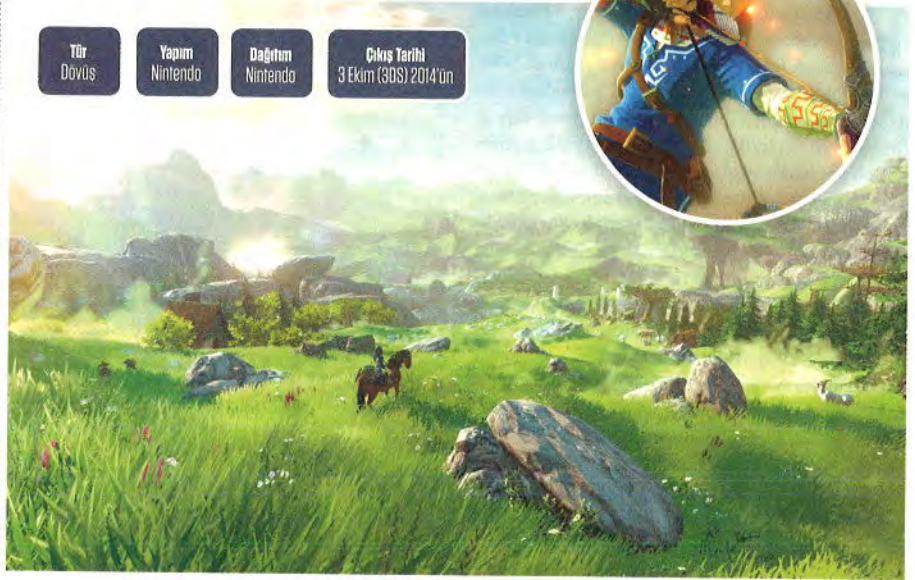 Tür
Dövüş
Yapım
Nintendo
Dağıtım
Nintendo
Çıkış Tarihi
3 Ekim (3DS) 2014'ün